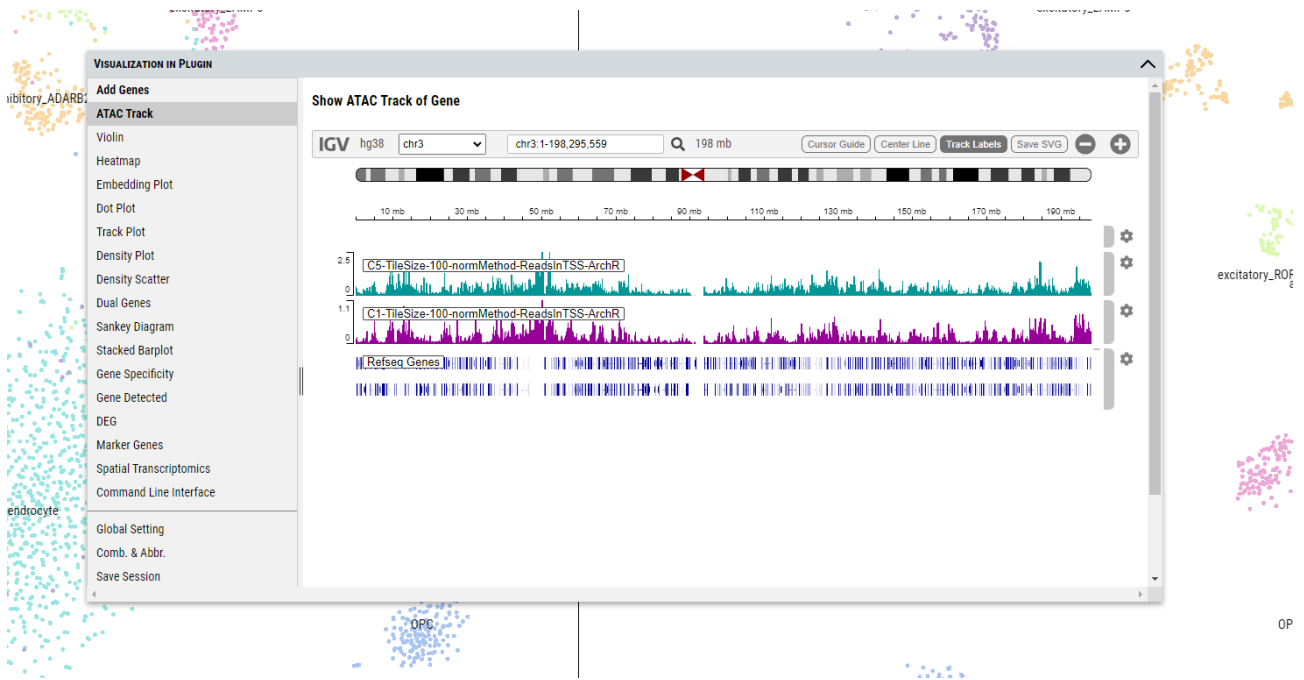 VISUALIZATION IN PLUGIN
Add Genes
ATAC Track
Violin
Heatmap
Embedding Plot
Dot Plot
Track Plot
Density Plot
Density Scatter
Dual Genes
Sankey Diagram
Stacked Barplot
Gene Specificity
Gene Detected
DEG
Marker Genes
Spatial Transcriptomics
Command Line Interface
Global Setting
Comb. & Abbr.
Save Session
Show ATAC Track of Gene
IGV hg38 chr3 chr3:1-198,295,559 198 mb Cursor Guide Center Line Track Labels Save SVG
10 mb 30 mb 50 mb 70 mb 90 mb 110 mb 130 mb 150 mb 170 mb 190 mb
2.5 C5-TileSize-100-normMethod-ReadsInTSS-ArchR
0
1.1 C1-TileSize-100-normMethod-ReadsInTSS-ArchR
0
Refseq Genes
endrocyte
OPC
excitatory_ROR
OP